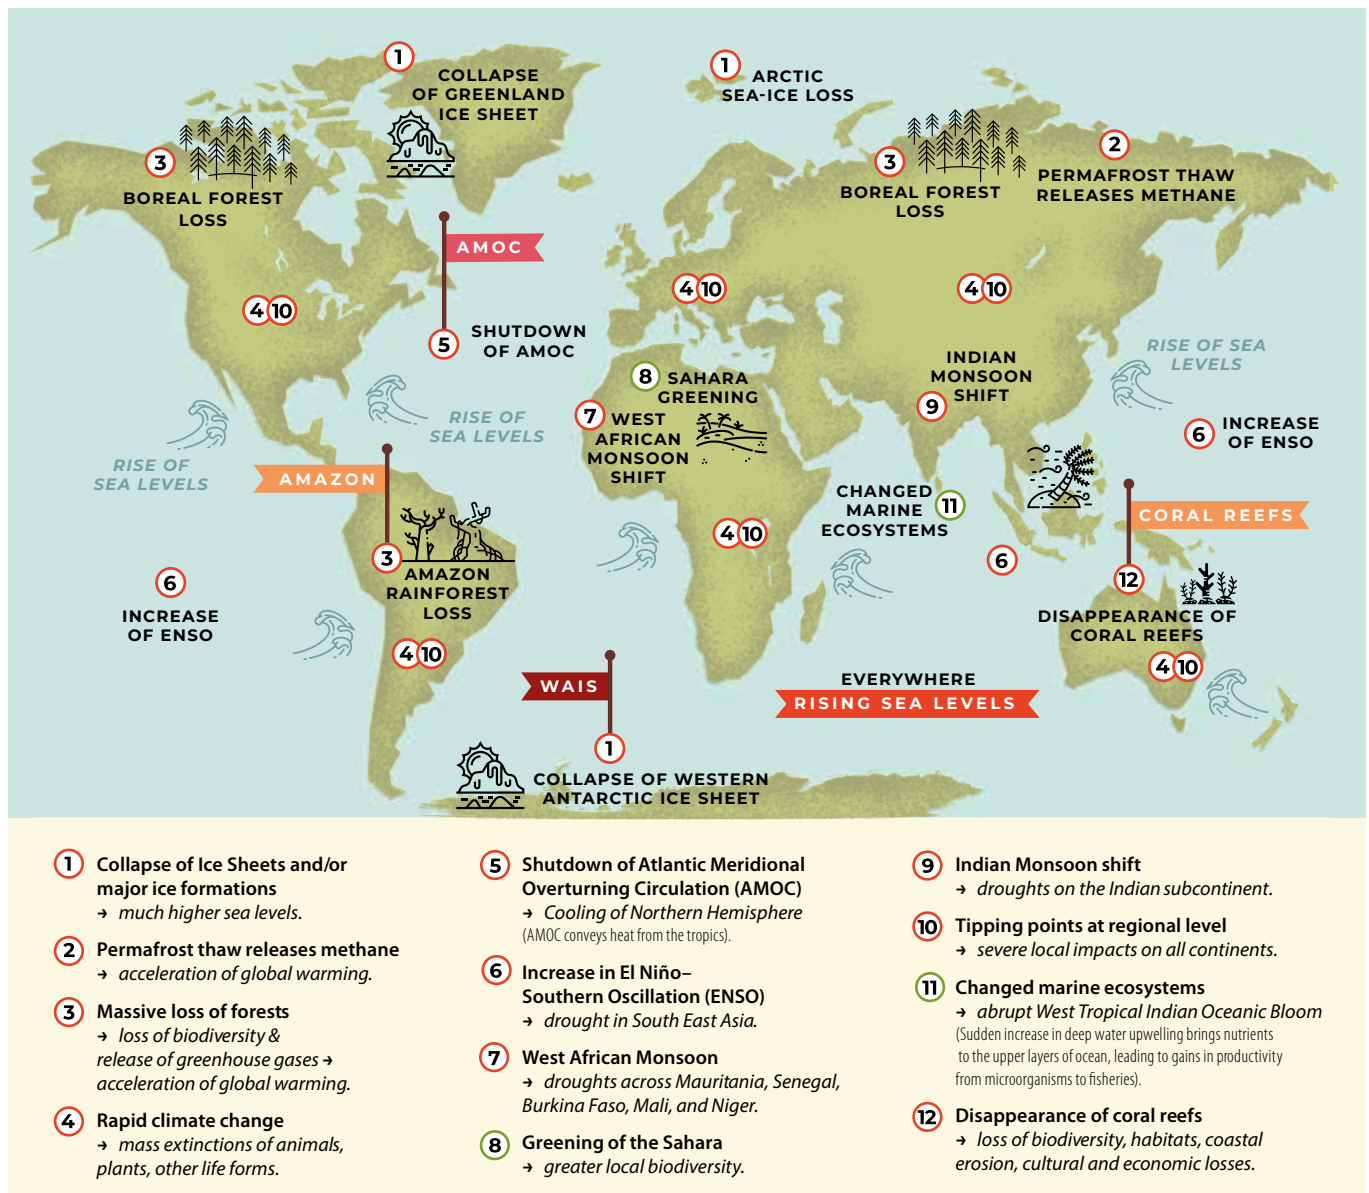 1
COLLAPSE
OF GREENLAND
ICE SHEET
1
ARCTIC
SEA-ICE LOSS
3
BOREAL FOREST
LOSS
3
BOREAL FOREST
LOSS
2
PERMAFROST THAW
RELEASES METHANE
AMOC
5
SHUTDOWN
OF AMOC
4 10
4 10
4 10
RISE OF SEA
LEVELS
8
SAHARA
GREENING
7
WEST
AFRICAN
MONSOON
SHIFT
INDIAN
MONSOON
SHIFT
9
6
INCREASE
OF ENSO
RISE OF
SEA LEVELS
RISE OF
SEA LEVELS
AMAZON
3
AMAZON
RAINFOREST
LOSS
CHANGED
MARINE
ECOSYSTEMS
11
CORAL REEFS
4 10
6
12
DISAPPEARANCE OF
CORAL REEFS
6
INCREASE
OF ENSO
4 10
4 10
WAIS
1
COLLAPSE OF WESTERN
ANTARCTIC ICE SHEET
EVERYWHERE
RISING SEA LEVELS
1 Collapse of Ice Sheets and/or
major ice formations
→ much higher sea levels.
2 Permafrost thaw releases methane
→ acceleration of global warming.
3 Massive loss of forests
→ loss of biodiversity &
release of greenhouse gases →
acceleration of global warming.
4 Rapid climate change
→ mass extinctions of animals,
plants, other life forms.
5 Shutdown of Atlantic Meridional
Overturning Circulation (AMOC)
→ Cooling of Northern Hemisphere
(AMOC conveys heat from the tropics).
6 Increase in El Niño–
Southern Oscillation (ENSO)
→ drought in South East Asia.
7 West African Monsoon
→ droughts across Mauritania, Senegal,
Burkina Faso, Mali, and Niger.
8 Greening of the Sahara
→ greater local biodiversity.
9 Indian Monsoon shift
→ droughts on the Indian subcontinent.
10 Tipping points at regional level
→ severe local impacts on all continents.
11 Changed marine ecosystems
→ abrupt West Tropical Indian Oceanic Bloom
(Sudden increase in deep water upwelling brings nutrients
to the upper layers of ocean, leading to gains in productivity
from microorganisms to fisheries).
12 Disappearance of coral reefs
→ loss of biodiversity, habitats, coastal
erosion, cultural and economic losses.